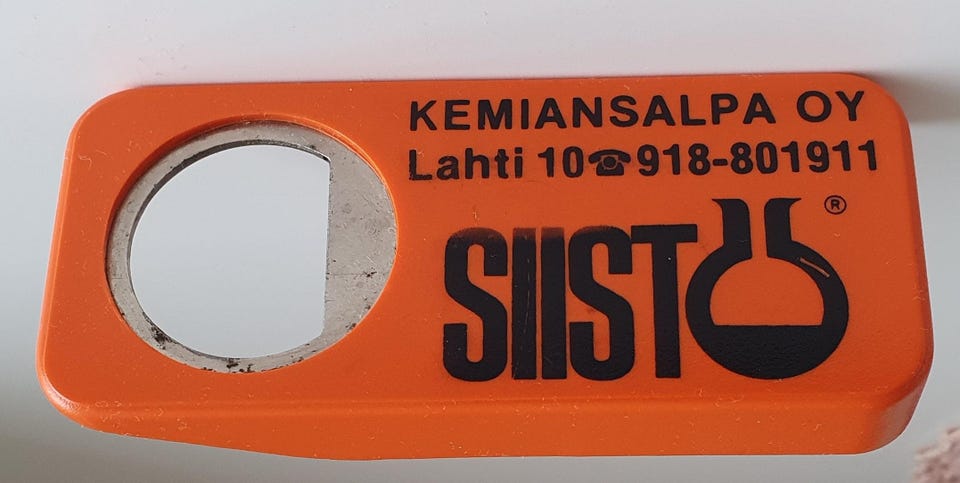 KEMIANSALPA OY
Lahti 10☎918-801911
SIISTO ®